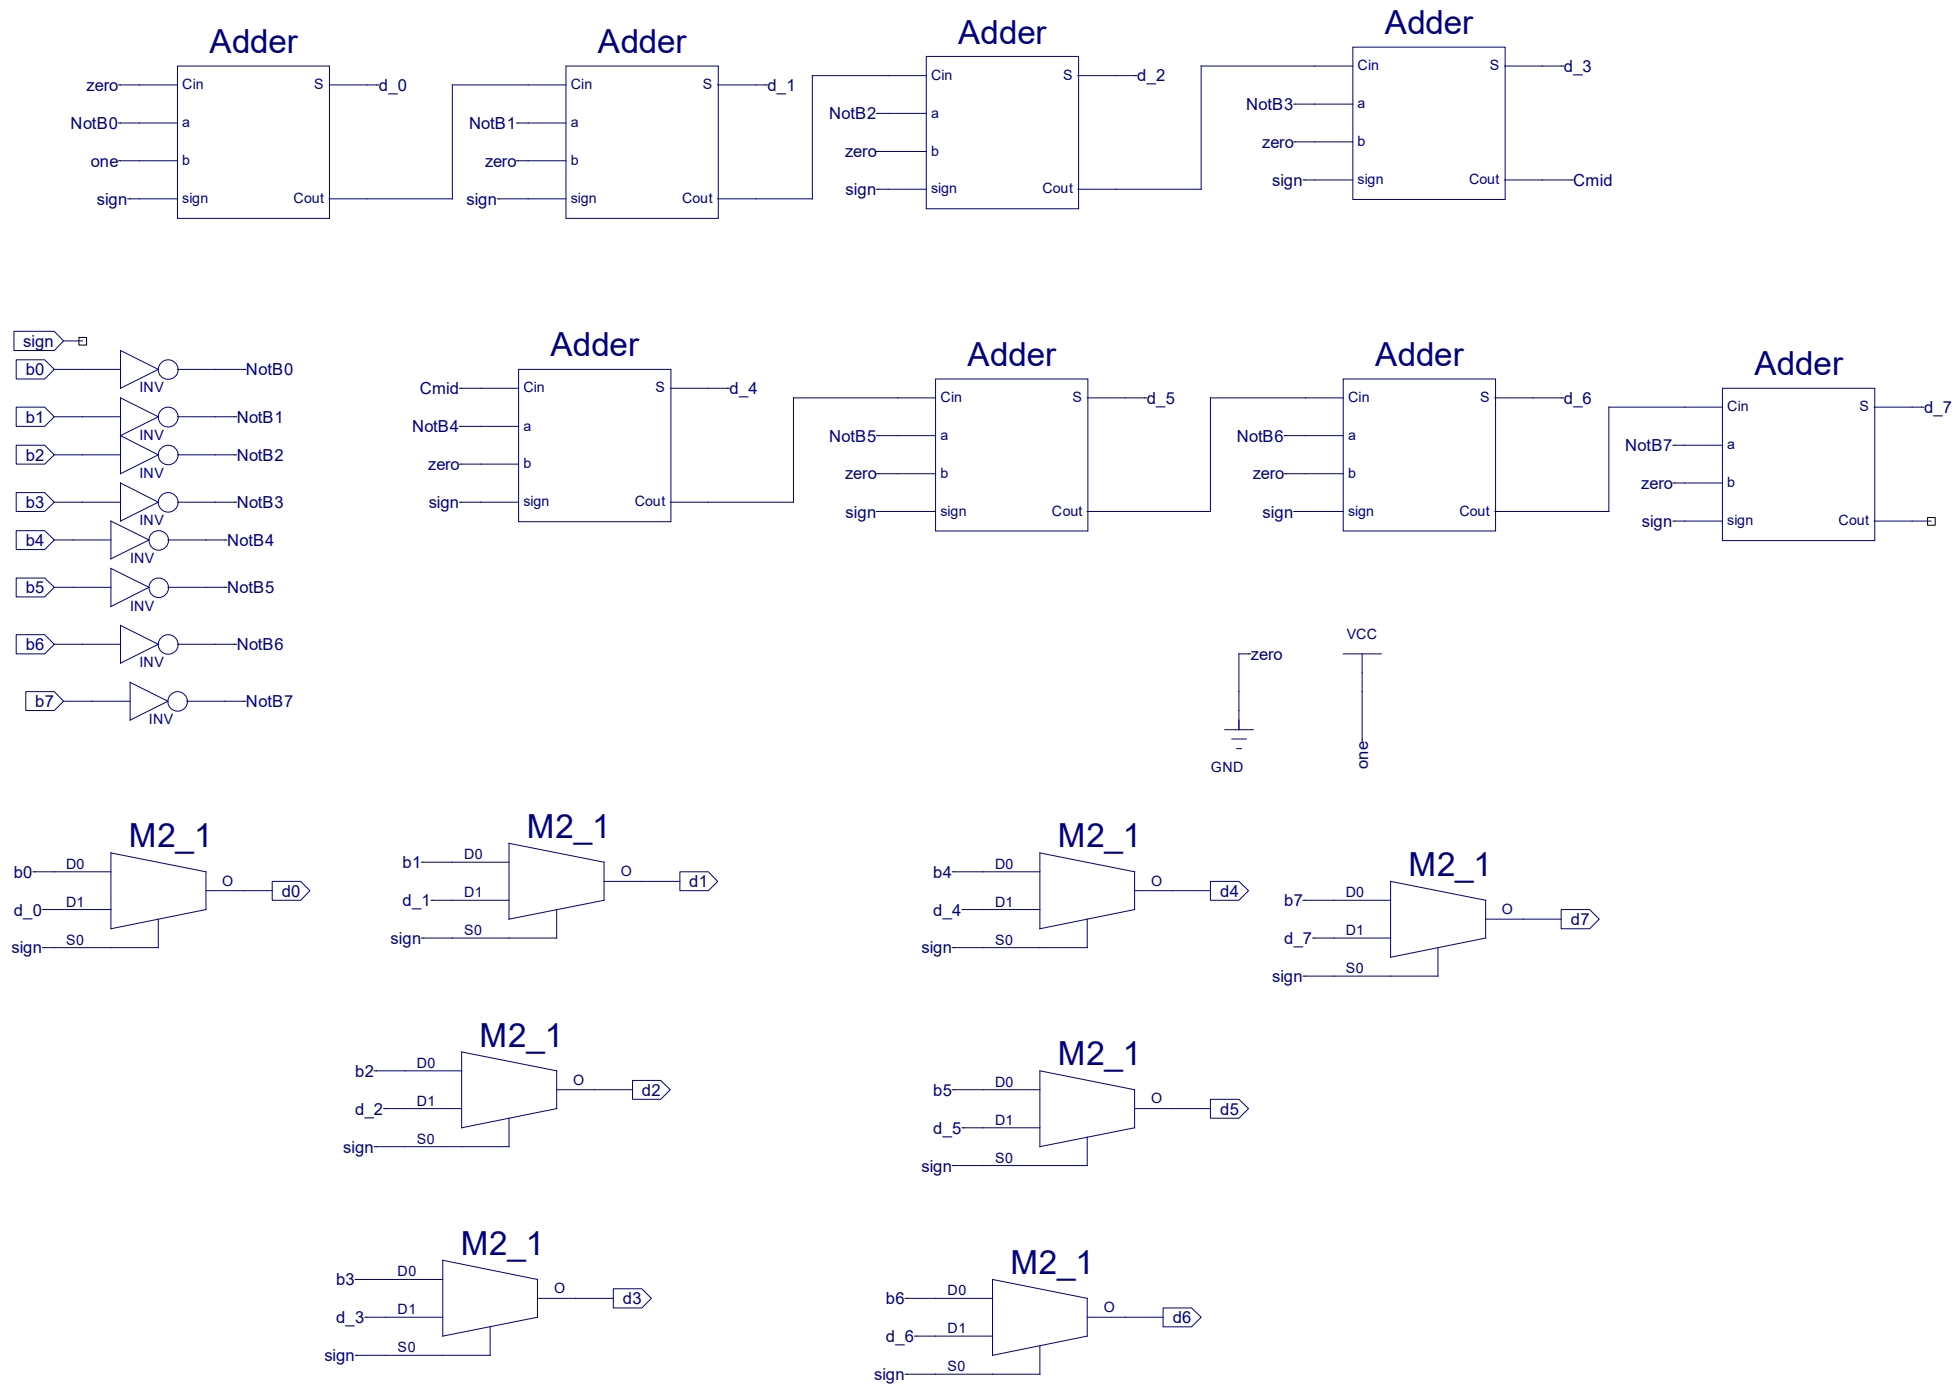 Adder
Adder
Adder
Adder
zero Cin S d_0
NotB0 a
one b
sign sign Cout
Cin S d_1
NotB1 a
zero b
sign sign Cout
Cin S d_2
NotB2 a
zero b
sign sign Cout
Cin S d_3
NotB3 a
zero b
sign sign Cout Cmid
sign
b0 INV NotB0
b1 INV NotB1
b2 INV NotB2
b3 INV NotB3
b4 INV NotB4
b5 INV NotB5
b6 INV NotB6
b7 INV NotB7
Adder
Cmid Cin S d_4
NotB4 a
zero b
sign sign Cout
Adder
Cin S d_5
NotB5 a
zero b
sign sign Cout
Adder
Cin S d_6
NotB6 a
zero b
sign sign Cout
Adder
Cin S d_7
NotB7 a
zero b
sign sign Cout
zero
GND
VCC
one
M2_1
b0 D0
d_0 D1 O d0
sign S0
M2_1
b1 D0
d_1 D1 O d1
sign S0
M2_1
b4 D0
d_4 D1 O d4
sign S0
M2_1
b7 D0
d_7 D1 O d7
sign S0
M2_1
b2 D0
d_2 D1 O d2
sign S0
M2_1
b5 D0
d_5 D1 O d5
sign S0
M2_1
b3 D0
d_3 D1 O d3
sign S0
M2_1
b6 D0
d_6 D1 O d6
sign S0